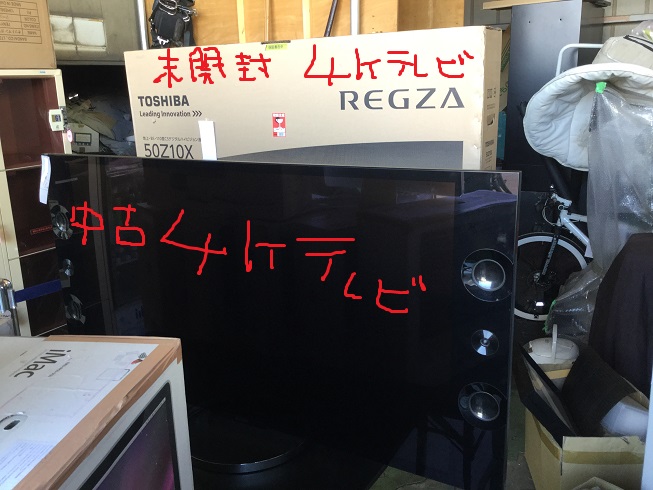 未開封 4kテレビ
TOSHIBA
Leading Innovation >>>
REGZA
50Z10X
中古4kテレビ
iMac